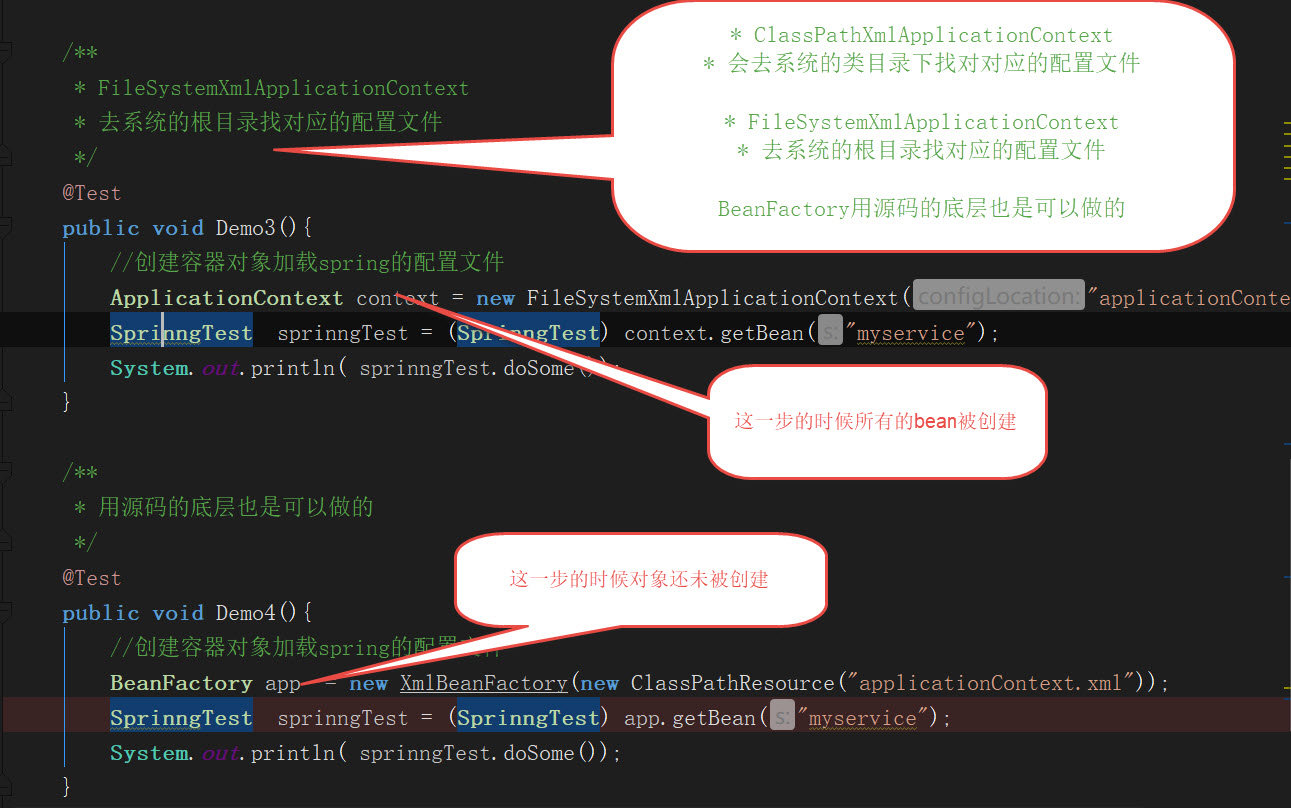 /**
* FileSystemXmlApplicationContext
* 去系统的根目录找对应的配置文件
*/
@Test
public void Demo3(){
//创建容器对象加载spring的配置文件
ApplicationContext context = new FileSystemXmlApplicationContext(configLocation:"applicationConte
SprinngTest sprinngTest = (SprinngTest) context.getBean(s:"myservice");
System.out.println( sprinngTest.doSome());
}
* ClassPathXmlApplicationContext
* 会去系统的类目录下找对对应的配置文件
* FileSystemXmlApplicationContext
* 去系统的根目录找对应的配置文件
BeanFactory用源码的底层也是可以做的
这一步的时候所有的bean被创建
/**
* 用源码的底层也是可以做的
*/
@Test
public void Demo4(){
//创建容器对象加载spring的配置文件
BeanFactory app = new XmlBeanFactory(new ClassPathResource("applicationContext.xml"));
SprinngTest sprinngTest = (SprinngTest) app.getBean(s:"myservice");
System.out.println( sprinngTest.doSome());
}
这一步的时候对象还未被创建